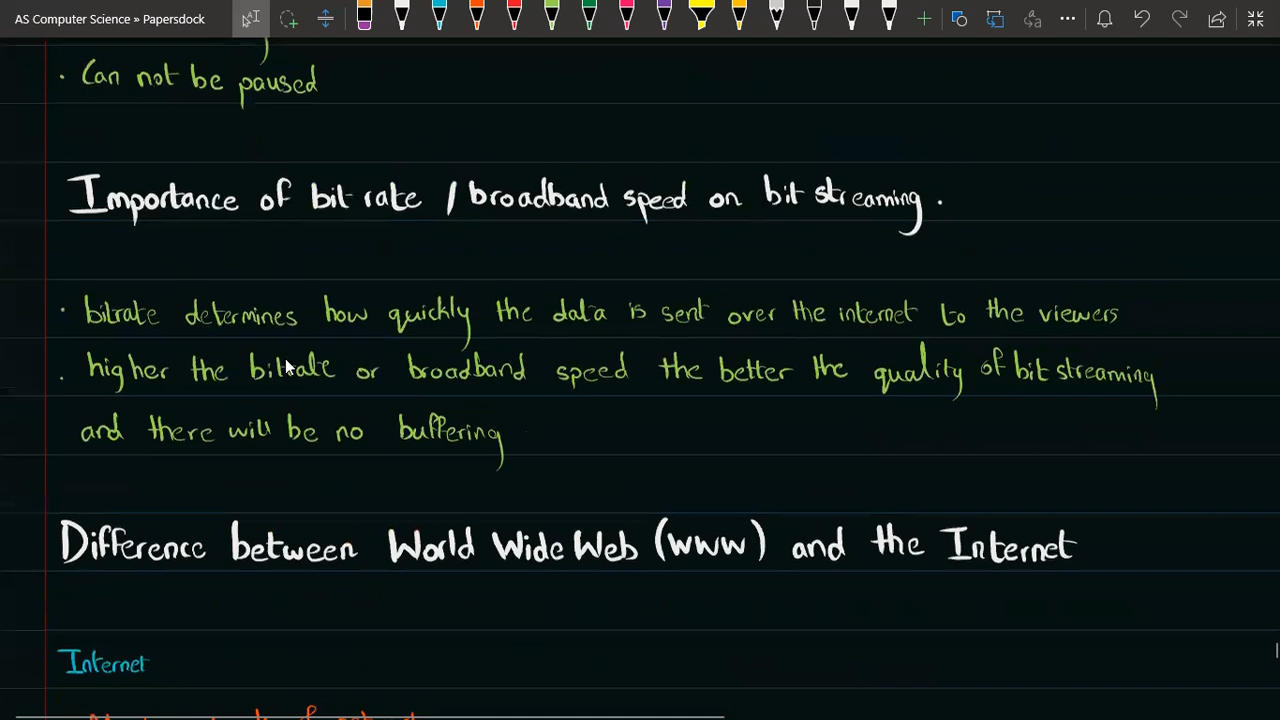 AS Computer Science » Papersdock
· Can not be paused
Importance of bit rate / broadband speed on bit streaming.
· bitrate determines how quickly the data is sent over the internet to the viewers
. higher the bitrate or broadband speed the better the quality of bit streaming
and there will be no buffering
Difference between World Wide Web (WWW) and the Internet
Internet